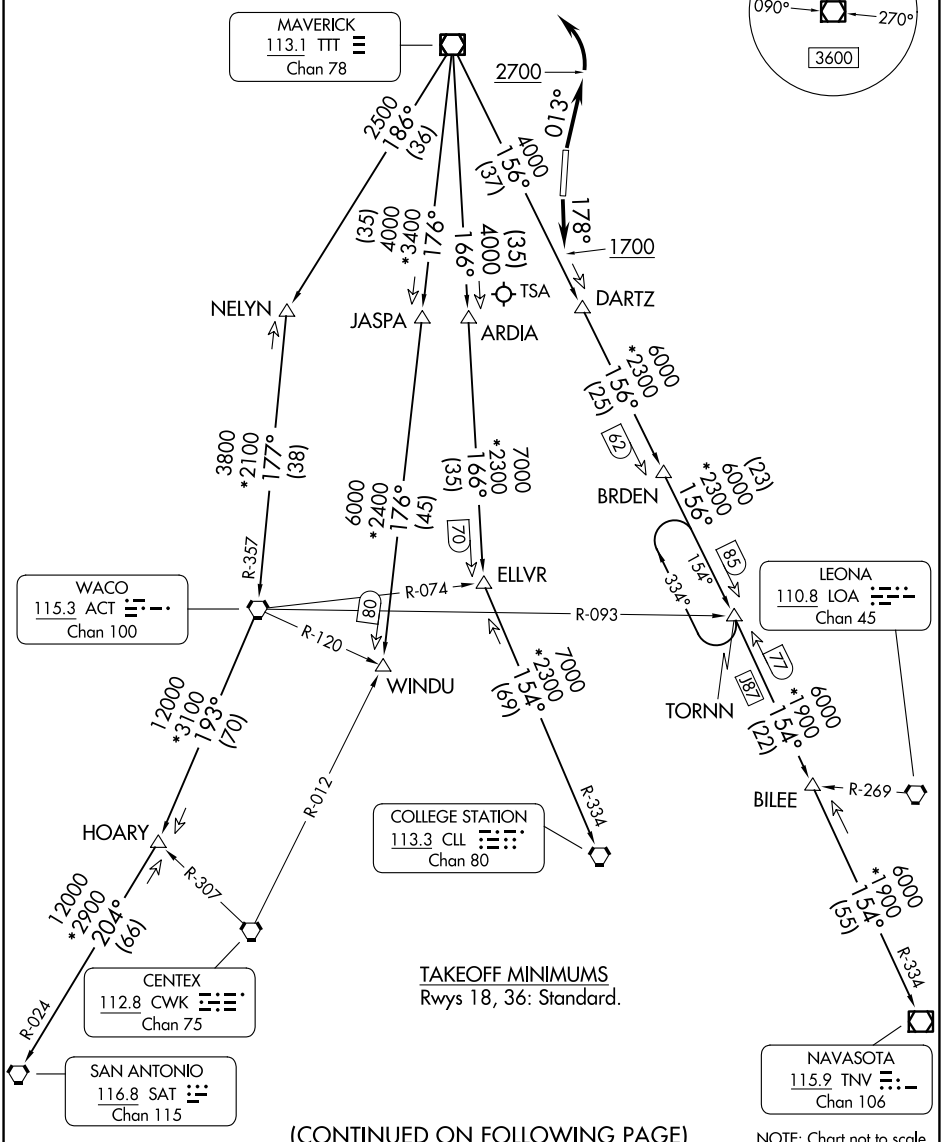 MAVERICK
113.1 TTT
Chan 78
090°
270°
3600
2700
013°
2500
186°
(36)
(35)
4000
*3400
176°
(35)
4000
166°
4000
156°
(37)
178°
1700
TSA
NELYN
JASPA
ARDIA
DARTZ
3800
*2100
177°
(38)
6000
*2400
176°
(45)
7000
*2300
166°
(35)
6000
*2300
156°
(25)
62
BRDEN
(23)
6000
*2300
156°
R-357
70
ELLVR
154°
334°
85
WACO
115.3 ACT
Chan 100
R-074
80
R-093
R-120
LEONA
110.8 LOA
Chan 45
WINDU
TORNN
77
J87
6000
*1900
154°
(22)
7000
*2300
154°
(69)
12000
*3100
193°
(70)
R-012
R-334
BILEE
R-269
HOARY
COLLEGE STATION
113.3 CLL
Chan 80
R-307
12000
*2900
204°
(66)
6000
*1900
154°
(55)
R-334
CENTEX
112.8 CWK
Chan 75
TAKEOFF MINIMUMS
Rwys 18, 36: Standard.
R-024
SAN ANTONIO
116.8 SAT
Chan 115
NAVASOTA
115.9 TNV
Chan 106
(CONTINUED ON FOLLOWING PAGE)
NOTE: Chart not to scale